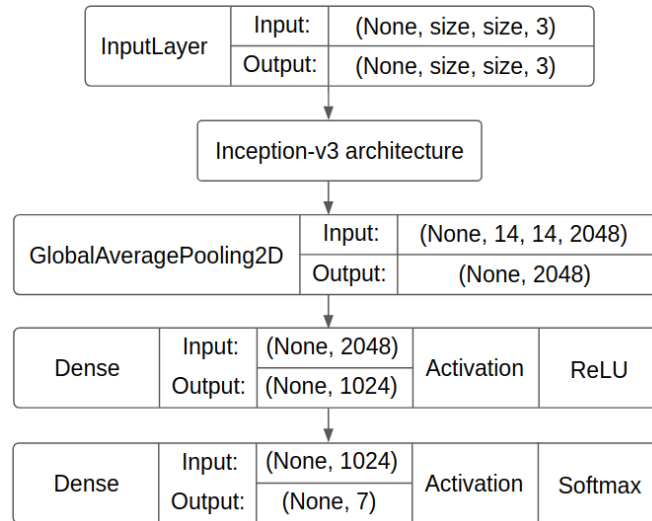 InputLayer
Input: (None, size, size, 3)
Output: (None, size, size, 3)
Inception-v3 architecture
GlobalAveragePooling2D
Input: (None, 14, 14, 2048)
Output: (None, 2048)
Dense
Input: (None, 2048)
Output: (None, 1024)
Activation
ReLU
Dense
Input: (None, 1024)
Output: (None, 7)
Activation
Softmax